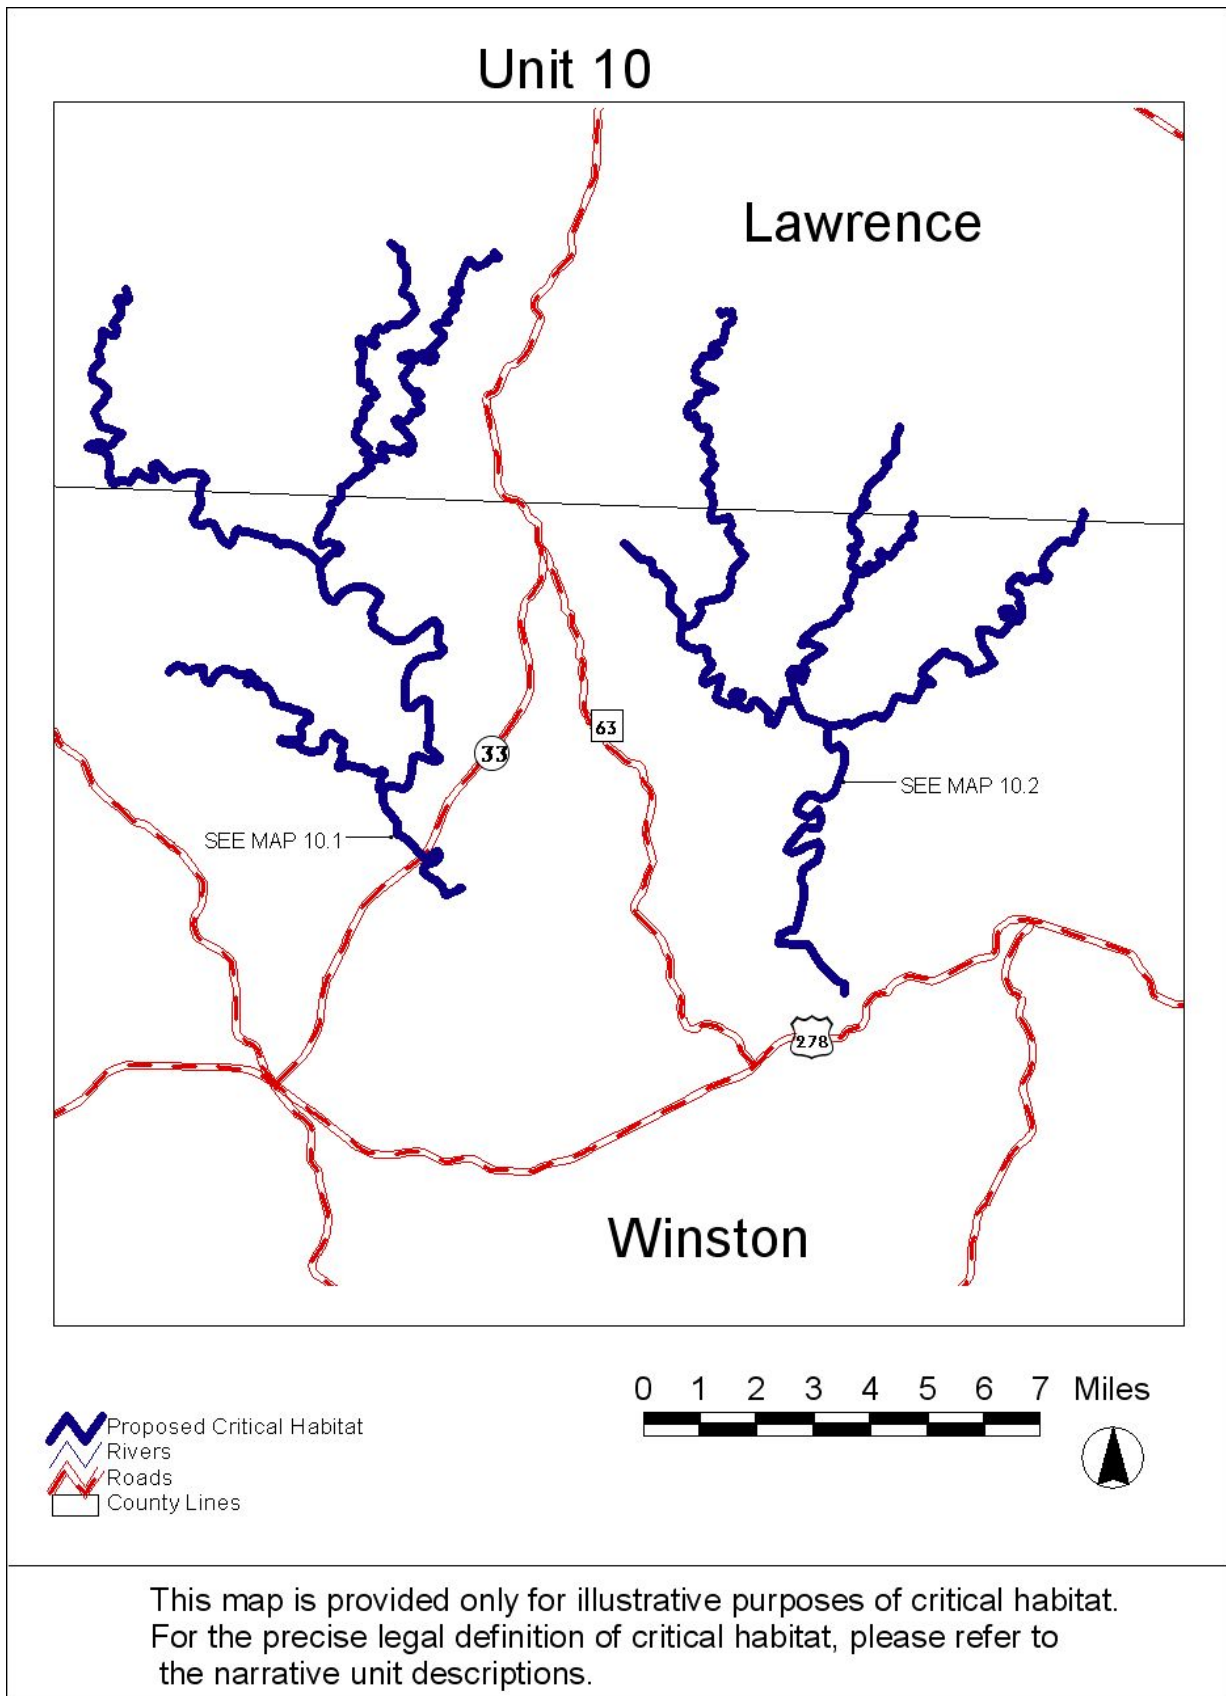 Unit 10
Lawrence
63
33
SEE MAP 10.2
SEE MAP 10.1
278
Winston
0 1 2 3 4 5 6 7 Miles
Proposed Critical Habitat
Rivers
Roads
County Lines
This map is provided only for illustrative purposes of critical habitat.
For the precise legal definition of critical habitat, please refer to
the narrative unit descriptions.